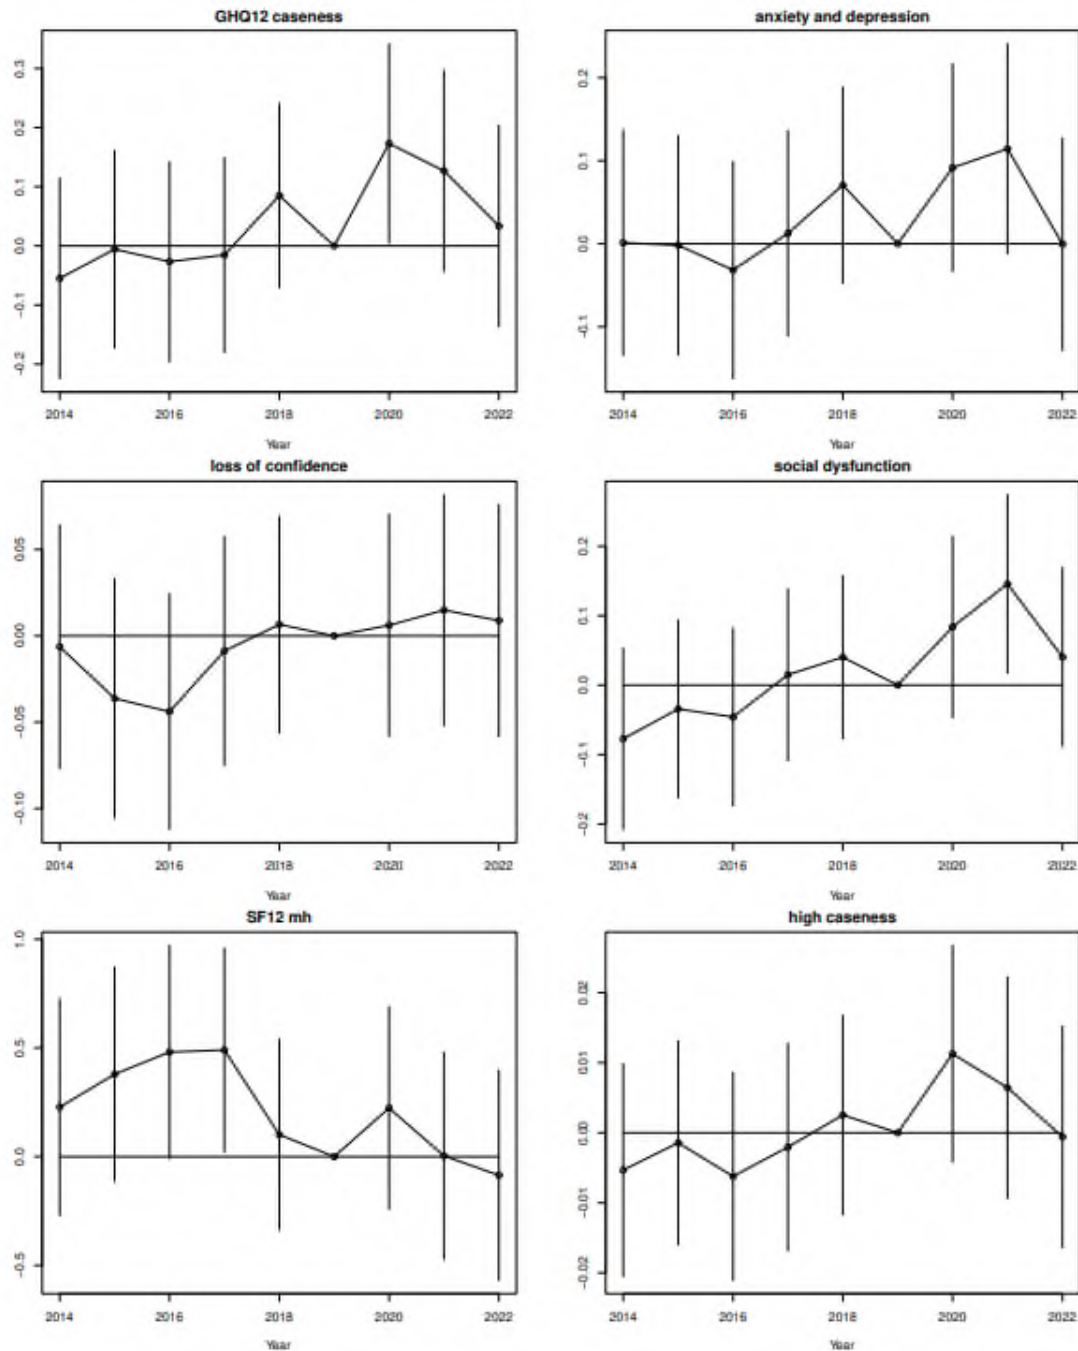 GHQ12 caseness
0.3
0.2
0.1
0.0
-0.1
-0.2
2014 2016 2018 2020 2022
Year
anxiety and depression
0.2
0.1
0.0
-0.1
2014 2016 2018 2020 2022
Year
loss of confidence
0.05
0.00
-0.05
-0.10
2014 2016 2018 2020 2022
Year
social dysfunction
0.2
0.1
0.0
-0.1
-0.2
2014 2016 2018 2020 2022
Year
SF12 mh
1.0
0.5
0.0
-0.5
2014 2016 2018 2020 2022
Year
high caseness
0.02
0.01
0.00
-0.01
-0.02
2014 2016 2018 2020 2022
Year